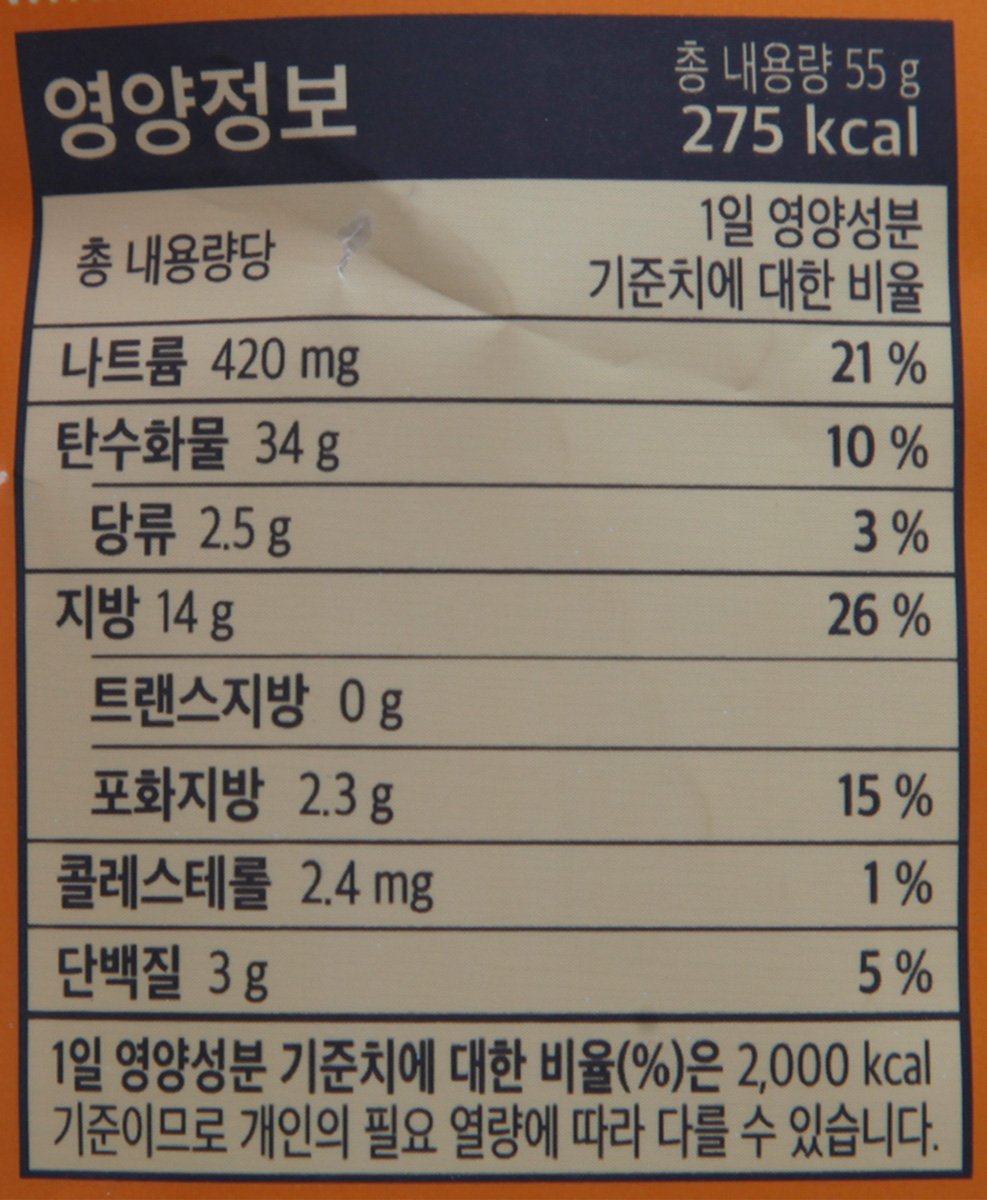 영양정보
총 내용량 55 g
275 kcal
총 내용량당
1일 영양성분
기준치에 대한 비율
나트륨 420 mg 21 %
탄수화물 34 g 10 %
당류 2.5 g 3 %
지방 14 g 26 %
트랜스지방 0 g
포화지방 2.3 g 15 %
콜레스테롤 2.4 mg 1 %
단백질 3 g 5 %
1일 영양성분 기준치에 대한 비율(%)은 2,000 kcal
기준이므로 개인의 필요 열량에 따라 다를 수 있습니다.